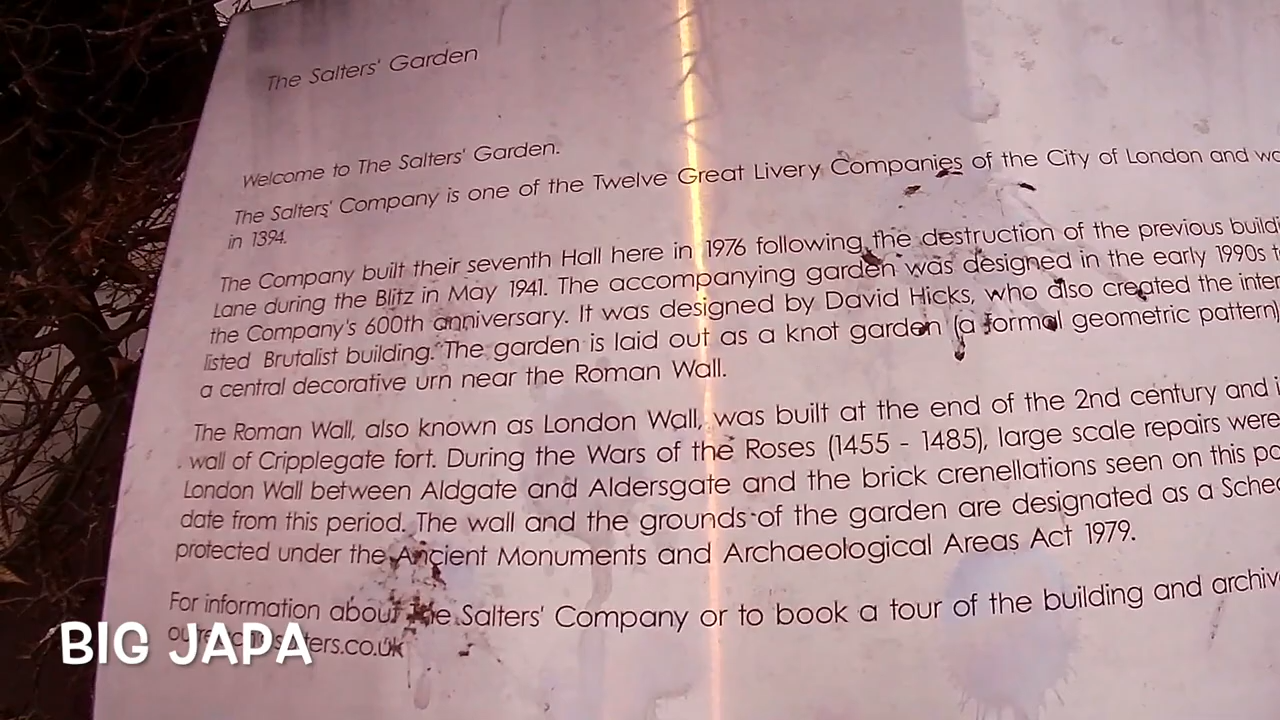 The Salters' Garden
Welcome to The Salters' Garden.
The Salters' Company is one of the Twelve Great Livery Companies of the City of London and
in 1394.
The Company built their seventh Hall here in 1976 following the destruction of the previous
Lane during the Blitz in May 1941. The accompanying garden was designed in the early 1990s
the Company's 600th anniversary. It was designed by David Hicks, who also created the
listed Brutalist building. The garden is laid out as a knot garden (a formal geometric pattern)
a central decorative urn near the Roman Wall.
The Roman Wall, also known as London Wall, was built at the end of the 2nd century and
wall of Cripplegate fort. During the Wars of the Roses (1455 - 1485), large scale repairs were
London Wall between Aldgate and Aldersgate and the brick crenellations seen on this
date from this period. The wall and the grounds of the garden are designated as a
protected under the Ancient Monuments and Archaeological Areas Act 1979.
For information about The Salters' Company or to book a tour of the building and
BIG JAPA